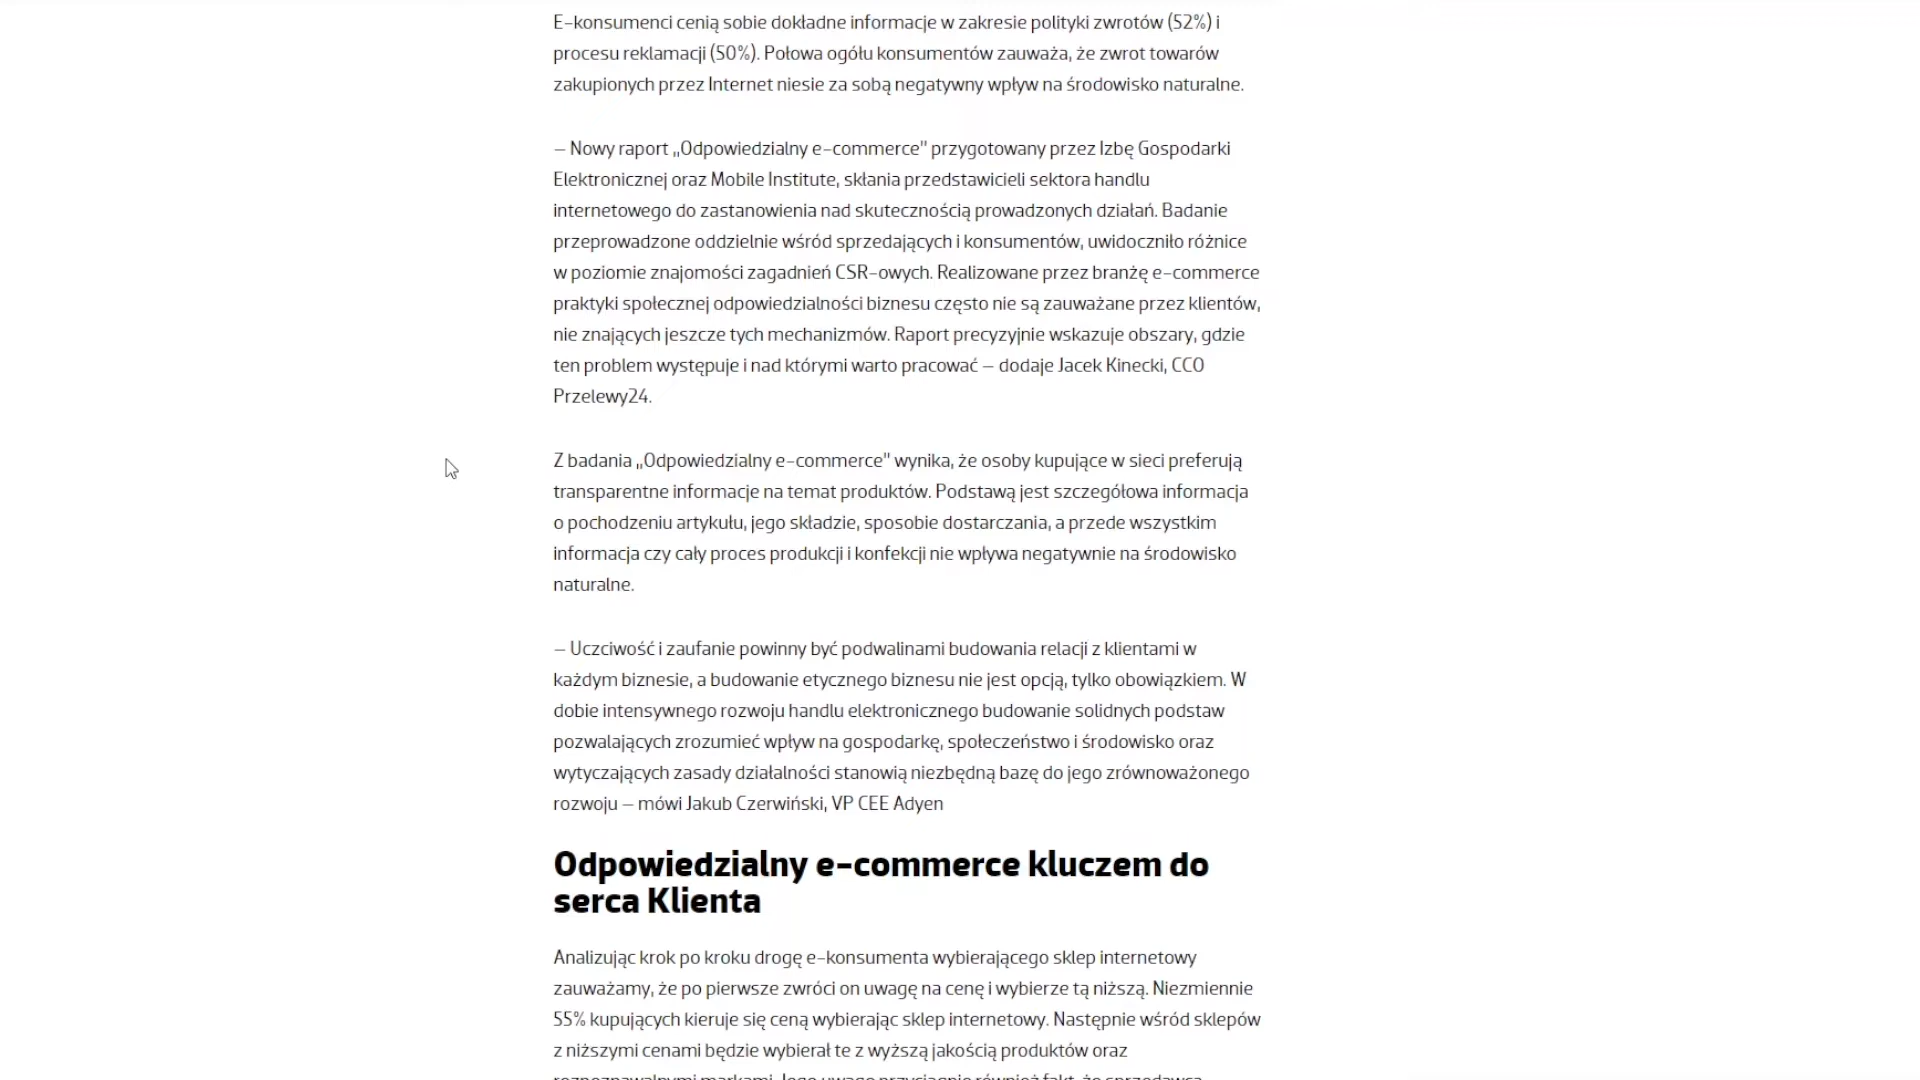 E-konsumenci cenią sobie dokładne informacje w zakresie polityki zwrotów (52%) i
procesu reklamacji (50%). Połowa ogółu konsumentów zauważa, że zwrot towarów
zakupionych przez Internet niesie za sobą negatywny wpływ na środowisko naturalne.
– Nowy raport „Odpowiedzialny e-commerce” przygotowany przez Izbę Gospodarki
Elektronicznej oraz Mobile Institute, skłania przedstawicieli sektora handlu
internetowego do zastanowienia nad skutecznością prowadzonych działań. Badanie
przeprowadzone oddzielnie wśród sprzedających i konsumentów, uwidoczniło różnice
w poziomie znajomości zagadnień CSR-owych. Realizowane przez branżę e-commerce
praktyki społecznej odpowiedzialności biznesu często nie są zauważane przez klientów,
nie znających jeszcze tych mechanizmów. Raport precyzyjnie wskazuje obszary, gdzie
ten problem występuje i nad którymi warto pracować – dodaje Jacek Kinecki, CCO
Przelewy24.
Z badania „Odpowiedzialny e-commerce” wynika, że osoby kupujące w sieci preferują
transparentne informacje na temat produktów. Podstawą jest szczegółowa informacja
o pochodzeniu artykułu, jego składzie, sposobie dostarczania, a przede wszystkim
informacja czy cały proces produkcji i konfekcji nie wpływa negatywnie na środowisko
naturalne.
– Uczciwość i zaufanie powinny być podwalinami budowania relacji z klientami w
każdym biznesie, a budowanie etycznego biznesu nie jest opcją, tylko obowiązkiem. W
dobie intensywnego rozwoju handlu elektronicznego budowanie solidnych podstaw
pozwalających zrozumieć wpływ na gospodarkę, społeczeństwo i środowisko oraz
wytyczających zasady działalności stanowią niezbędną bazę do jego zrównoważonego
rozwoju – mówi Jakub Czerwiński, VP CEE Adyen
Odpowiedzialny e-commerce kluczem do
serca Klienta
Analizując krok po kroku drogę e-konsumenta wybierającego sklep internetowy
zauważamy, że po pierwsze zwróci on uwagę na cenę i wybierze tą niższą. Niezmiennie
55% kupujących kieruje się ceną wybierając sklep internetowy. Następnie wśród sklepów
z niższymi cenami będzie wybierał te z wyższą jakością produktów oraz